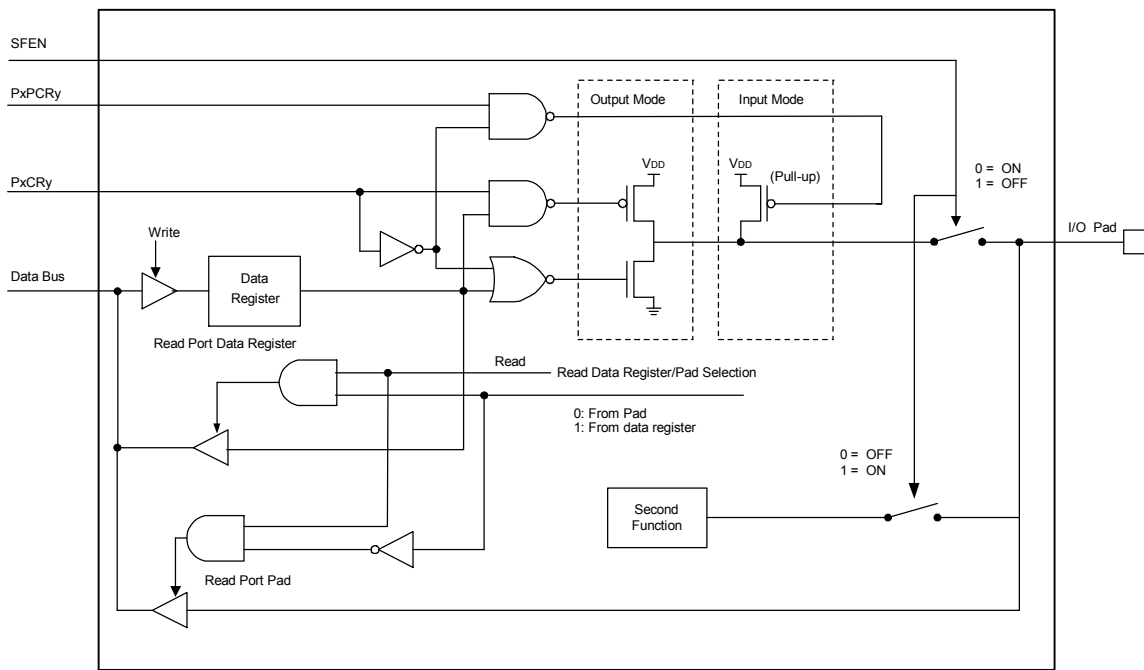 SFEN
PxPCRy
Output Mode
Input Mode
VDD
VDD
(Pull-up)
0 = ON
1 = OFF
PxCRy
I/O Pad
Write
Data Bus
Data
Register
Read Port Data Register
Read
Read Data Register/Pad Selection
0: From Pad
1: From data register
0 = OFF
1 = ON
Second
Function
Read Port Pad